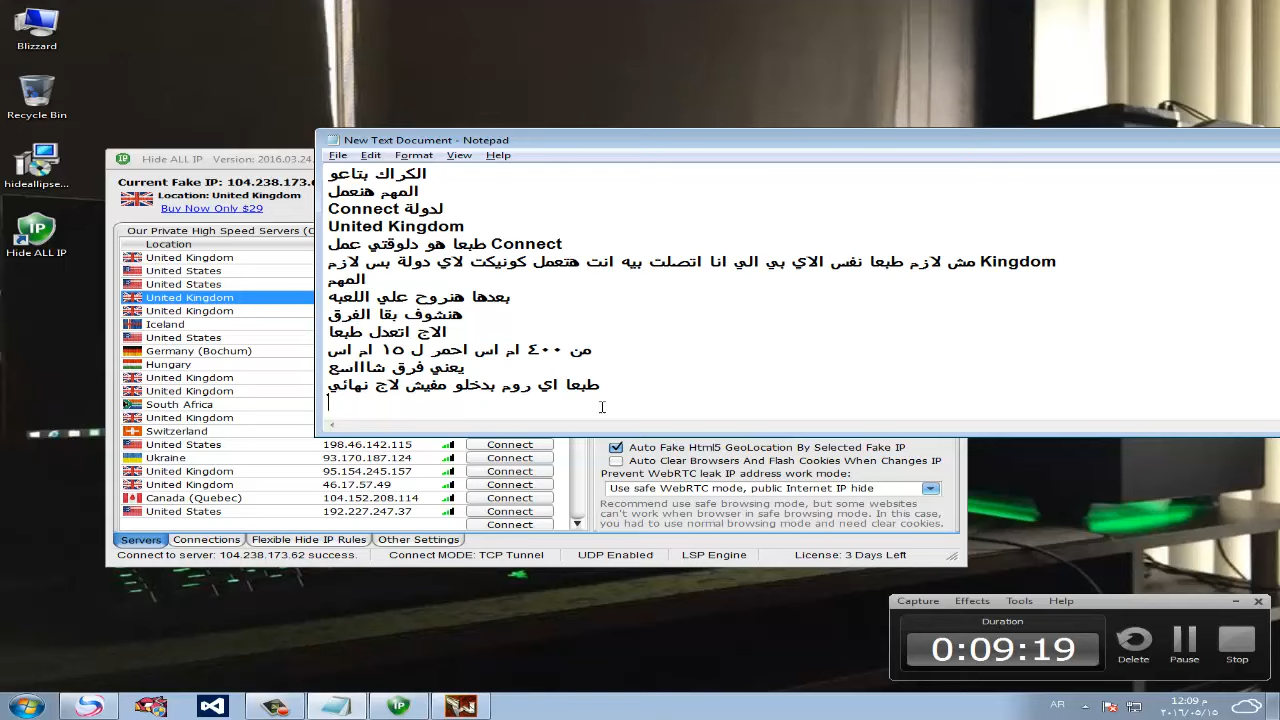 Blizzard
Recycle Bin
hideallipse...
Hide ALL IP
Hide ALL IP Version: 2016.03.24.
Current Fake IP: 104.238.173.6
Location: United Kingdom
Buy Now Only $29
Our Private High Speed Servers (C
Location
United Kingdom
United States
United States
United Kingdom
United Kingdom
Iceland
United States
Germany (Bochum)
Hungary
United Kingdom
United Kingdom
South Africa
United Kingdom
Switzerland
United States 198.46.142.115 Connect
Ukraine 93.170.187.124 Connect
United Kingdom 95.154.245.157 Connect
United Kingdom 46.17.57.49 Connect
Canada (Quebec) 104.152.208.114 Connect
United States 192.227.247.37 Connect
Connect
Servers Connections Flexible Hide IP Rules Other Settings
Connect to server: 104.238.173.62 success. Connect MODE: TCP Tunnel UDP Enabled LSP Engine License: 3 Days Left
New Text Document - Notepad
File Edit Format View Help
الكراك بتاعو
المهم هنعمل
Connect لدولة
United Kingdom
طبعا هو دلوقتي عمل Connect
مش لازم طبعا نفس الاي بي الي انا اتصلت بيه انت هتعمل كونيكت لاي دولة بس لازم Kingdom
المهم
بعدها هنروح علي اللعبه
هنشوف بقا الفرق
الاج اتعدل طبعا
من ٤٠٠ ام اس احمر ل ١٥ ام اس
يعني فرق شاااسع
طبعا اي روم بدخلو مفيش لاج نهائي
Auto Fake Html5 GeoLocation By Selected Fake IP
Auto Clear Browsers And Flash Cookies When Changes IP
Prevent WebRTC leak IP address work mode:
Use safe WebRTC mode, public Internet IP hide
Recommend use safe browsing mode, but some websites
can't work when browser in safe browsing mode. In this case,
you had to use normal browsing mode and need clear cookies.
Capture Effects Tools Help
Duration
0:09:19
Delete Pause Stop
AR
12:09 م
٢٠١٦/٠٥/١٥